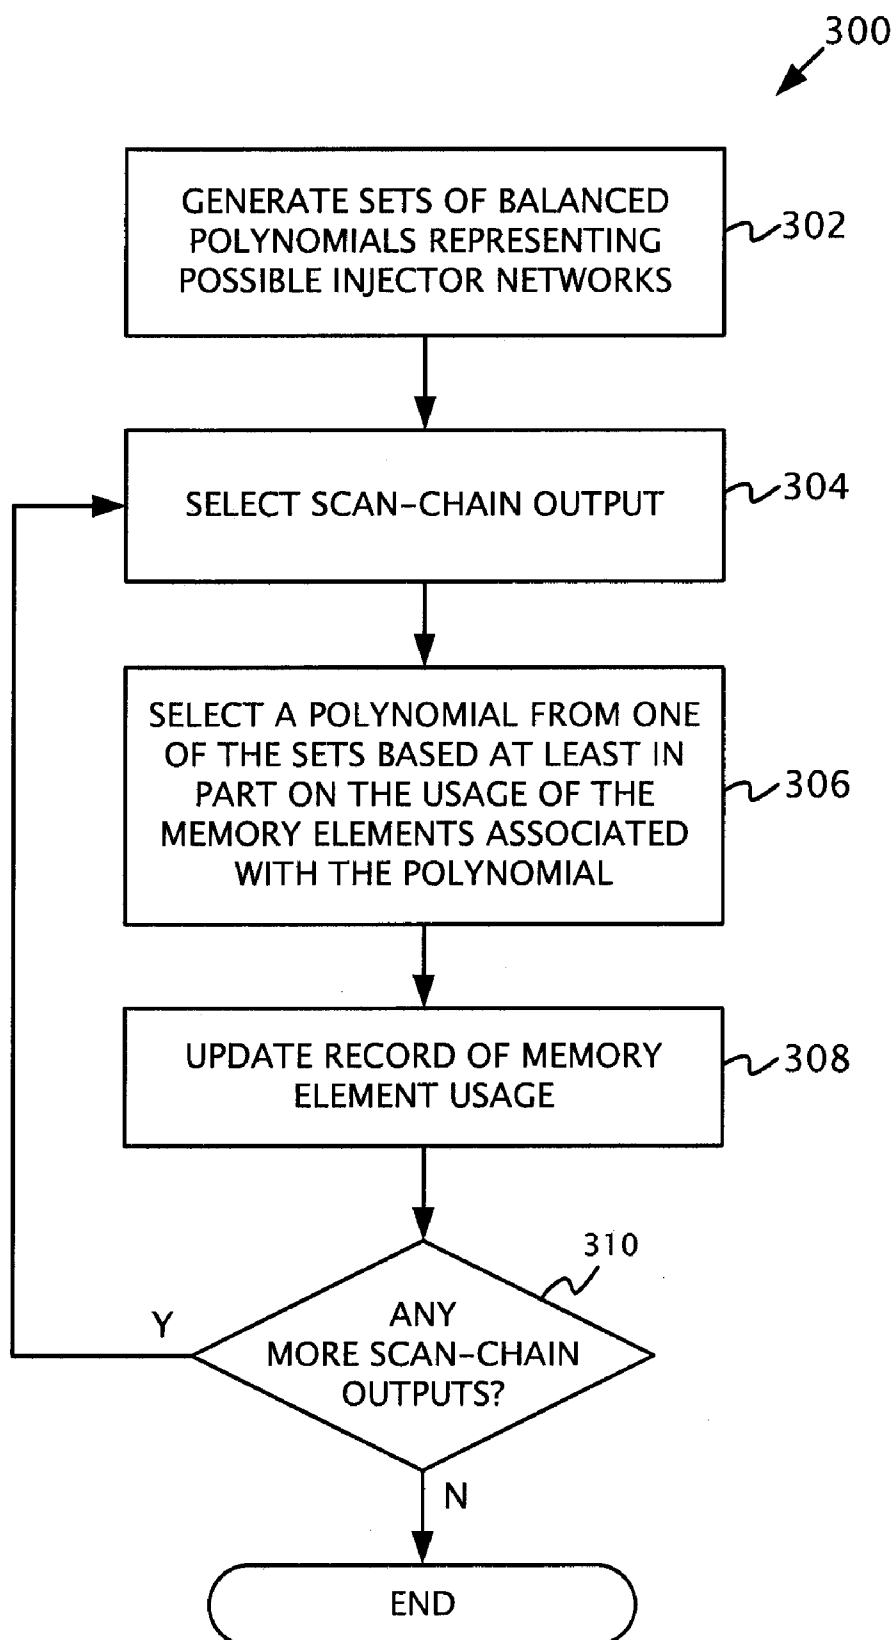 300
GENERATE SETS OF BALANCED
POLYNOMIALS REPRESENTING
POSSIBLE INJECTOR NETWORKS
302
SELECT SCAN-CHAIN OUTPUT
304
SELECT A POLYNOMIAL FROM ONE
OF THE SETS BASED AT LEAST IN
PART ON THE USAGE OF THE
MEMORY ELEMENTS ASSOCIATED
WITH THE POLYNOMIAL
306
UPDATE RECORD OF MEMORY
ELEMENT USAGE
308
310
ANY
MORE SCAN-CHAIN
OUTPUTS?
Y
N
END